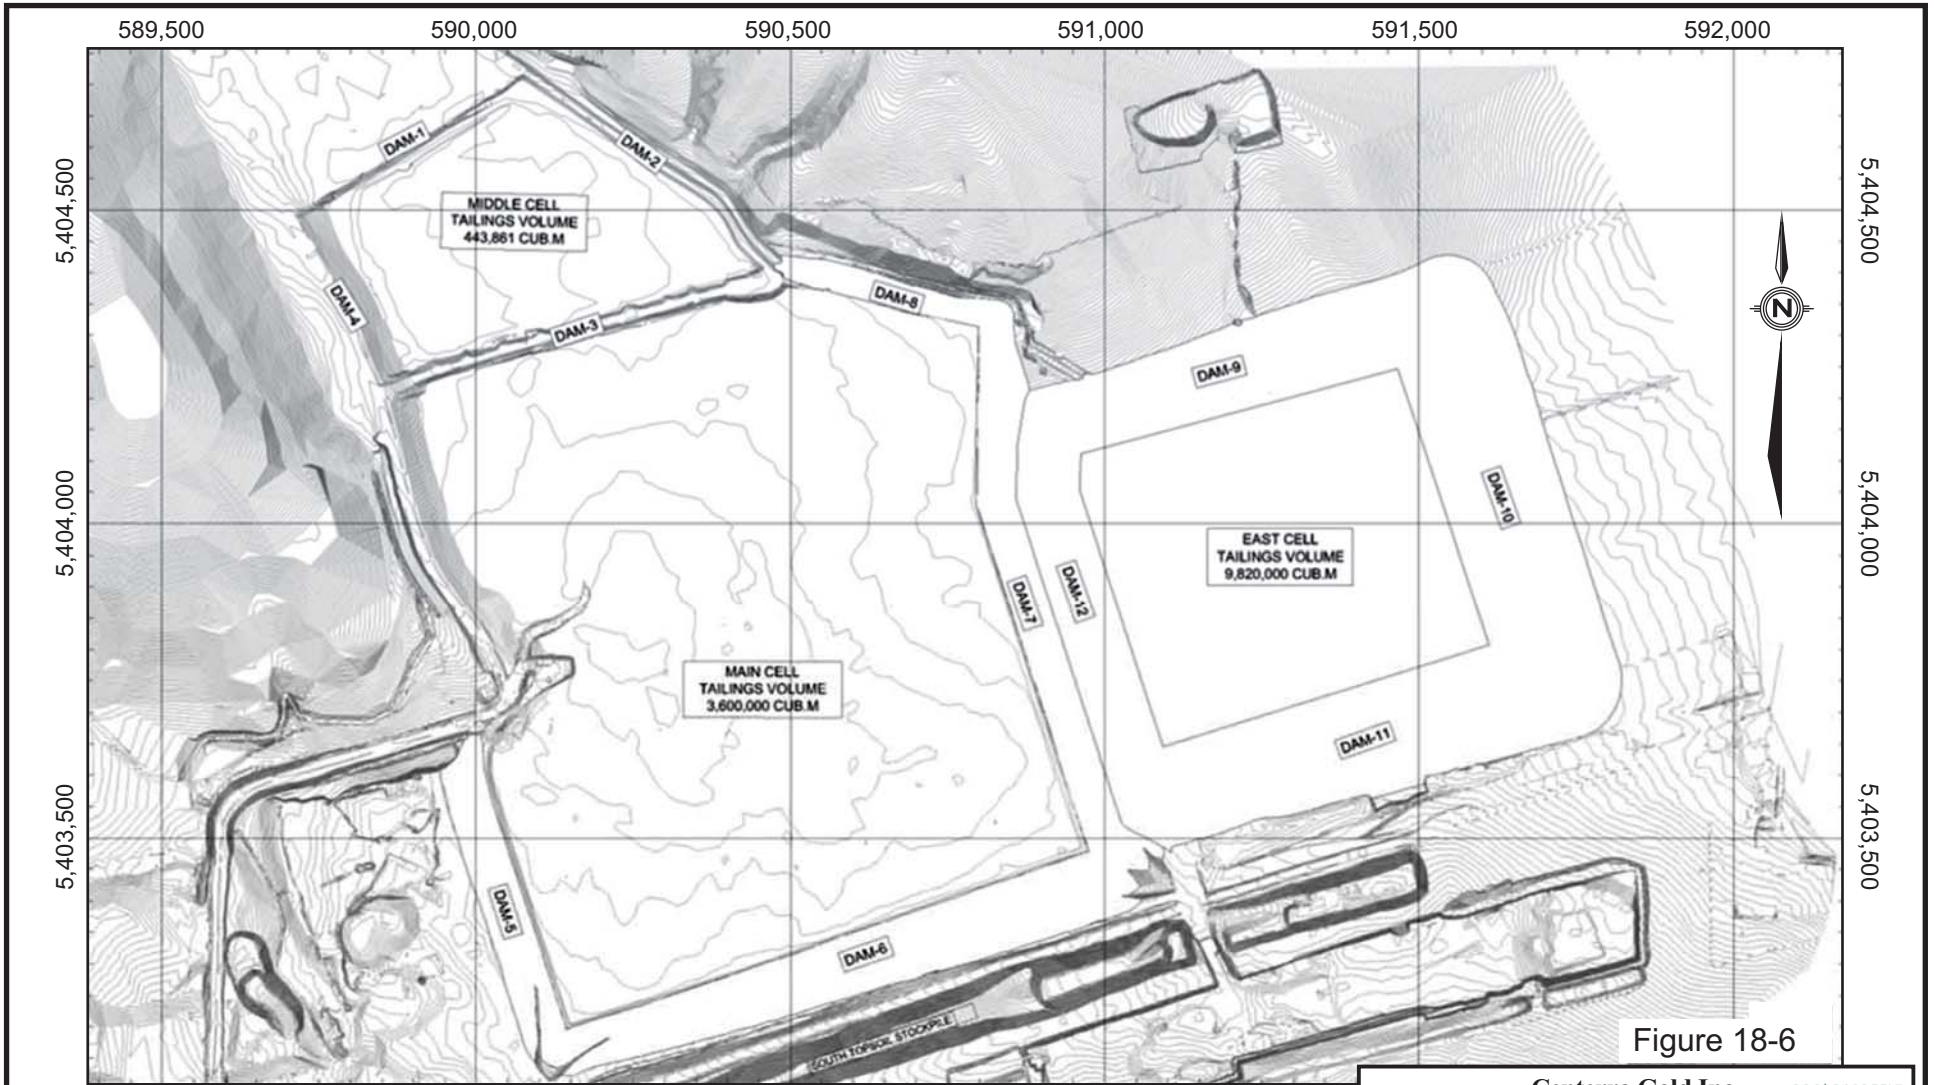 589,500 590,000 590,500 591,000 591,500 592,000
5,404,500
5,404,000
5,403,500
5,404,500
5,404,000
5,403,500
DAM-1
DAM-2
MIDDLE CELL
TAILINGS VOLUME
443,861 CUB.M
DAM-4
DAM-3
DAM-8
N
DAM-9
DAM-10
EAST CELL
TAILINGS VOLUME
9,820,000 CUB.M
DAM-7
DAM-12
MAIN CELL
TAILINGS VOLUME
3,600,000 CUB.M
DAM-11
DAM-5
DAM-6
SOUTH TOPSOIL STOCKPILE
Figure 18-6
Centerra Gold Inc.